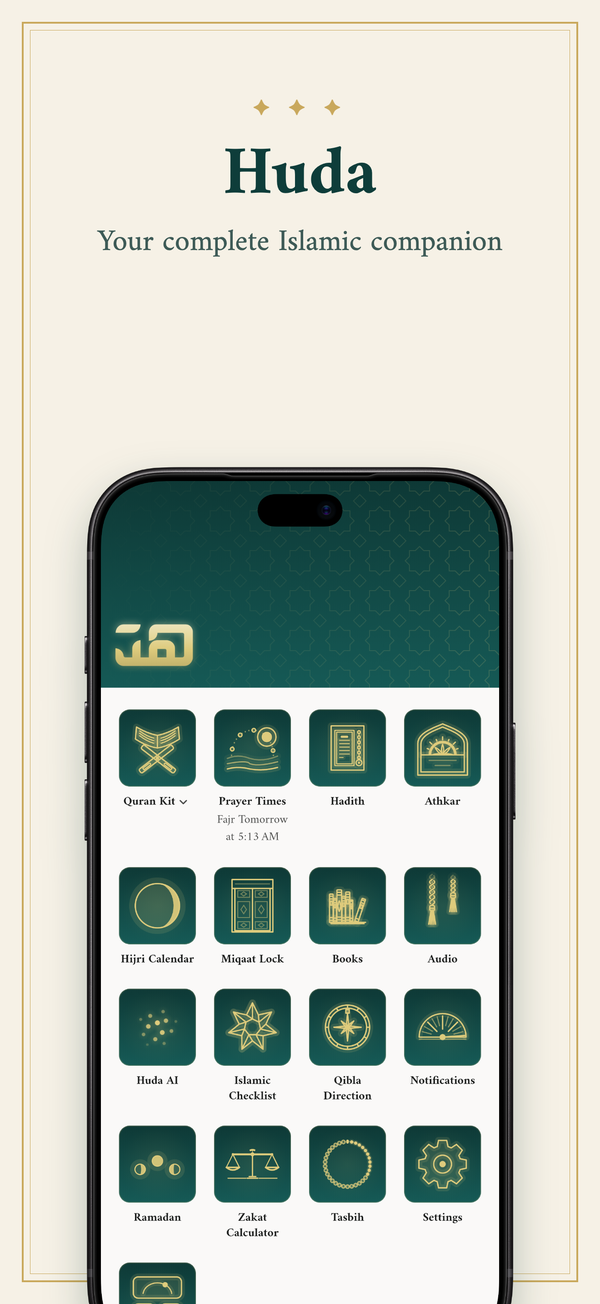 Huda
Your complete Islamic companion
هدى
Quran Kit
Prayer Times
Fajr Tomorrow
at 5:13 AM
Hadith
Athkar
Hijri Calendar
Miqaat Lock
Books
Audio
Huda AI
Islamic
Checklist
Qibla
Direction
Notifications
Ramadan
Zakat
Calculator
Tasbih
Settings